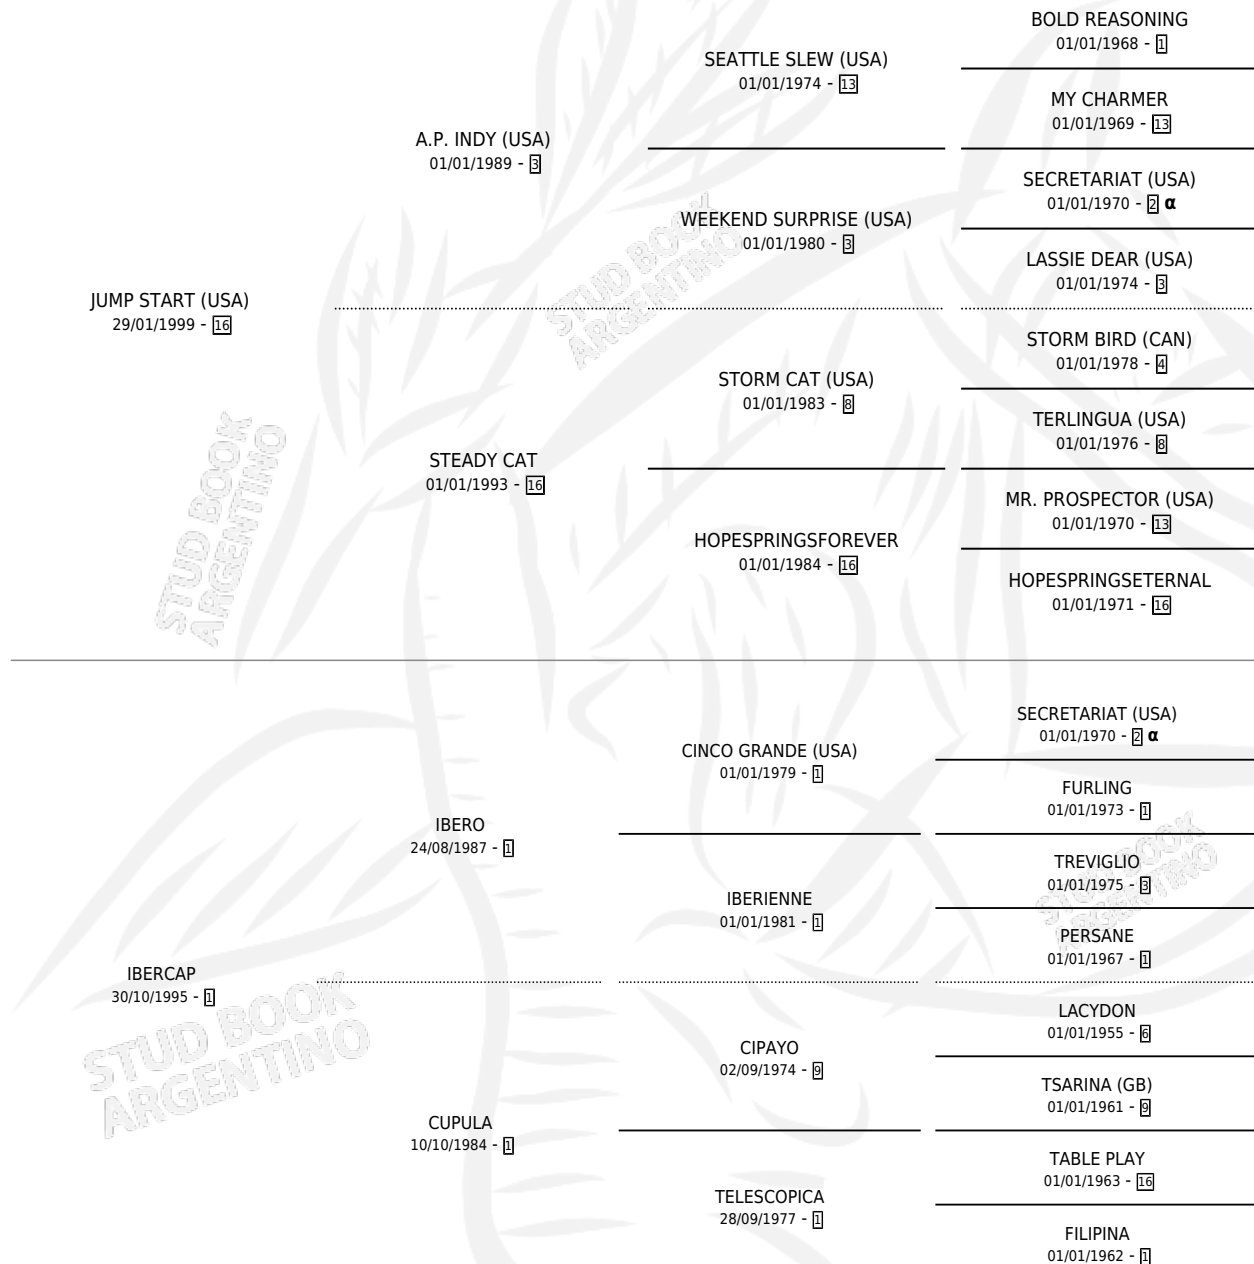 BOLD REASONING
01/01/1968 - 1
SEATTLE SLEW (USA)
01/01/1974 - 13
MY CHARMER
01/01/1969 - 13
A.P. INDY (USA)
01/01/1989 - 3
SECRETARIAT (USA)
01/01/1970 - 2 α
WEEKEND SURPRISE (USA)
01/01/1980 - 3
LASSIE DEAR (USA)
01/01/1974 - 3
JUMP START (USA)
29/01/1999 - 16
STORM BIRD (CAN)
01/01/1978 - 4
STORM CAT (USA)
01/01/1983 - 8
TERLINGUA (USA)
01/01/1976 - 8
STEADY CAT
01/01/1993 - 16
MR. PROSPECTOR (USA)
01/01/1970 - 13
HOPESPRINGSFOREVER
01/01/1984 - 16
HOPESPRINGSETERNAL
01/01/1971 - 16
SECRETARIAT (USA)
01/01/1970 - 2 α
CINCO GRANDE (USA)
01/01/1979 - 1
FURLING
01/01/1973 - 1
IBERO
24/08/1987 - 1
TREVIGLIO
01/01/1975 - 3
IBERIENNE
01/01/1981 - 1
PERSANE
01/01/1967 - 1
IBERCAP
30/10/1995 - 1
LACYDON
01/01/1955 - 6
CIPAYO
02/09/1974 - 9
TSARINA (GB)
01/01/1961 - 9
CUPULA
10/10/1984 - 1
TABLE PLAY
01/01/1963 - 16
TELESCOPICA
28/09/1977 - 1
FILIPINA
01/01/1962 - 1
STUD BOOK
ARGENTINO
STUD BOOK
ARGENTINO
STUD BOOK
ARGENTINO
STUD BOOK
ARGENTINO